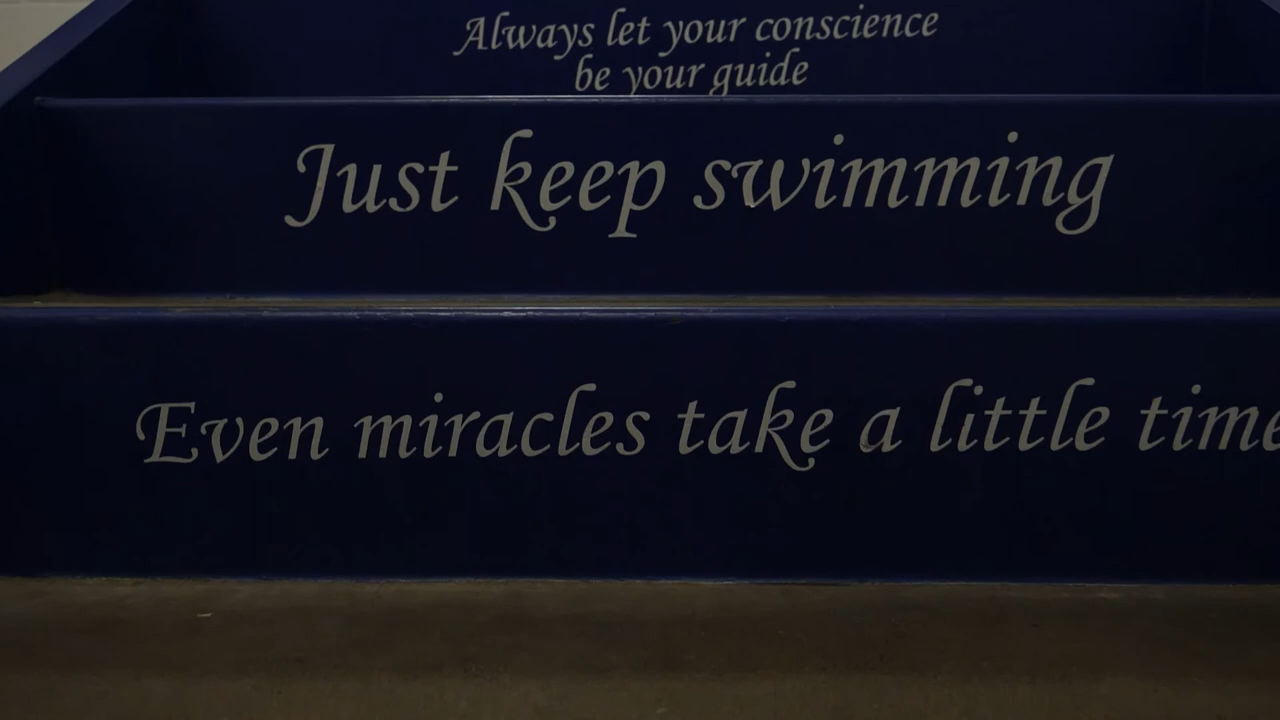 Always let your conscience
be your guide
Just keep swimming
Even miracles take a little time